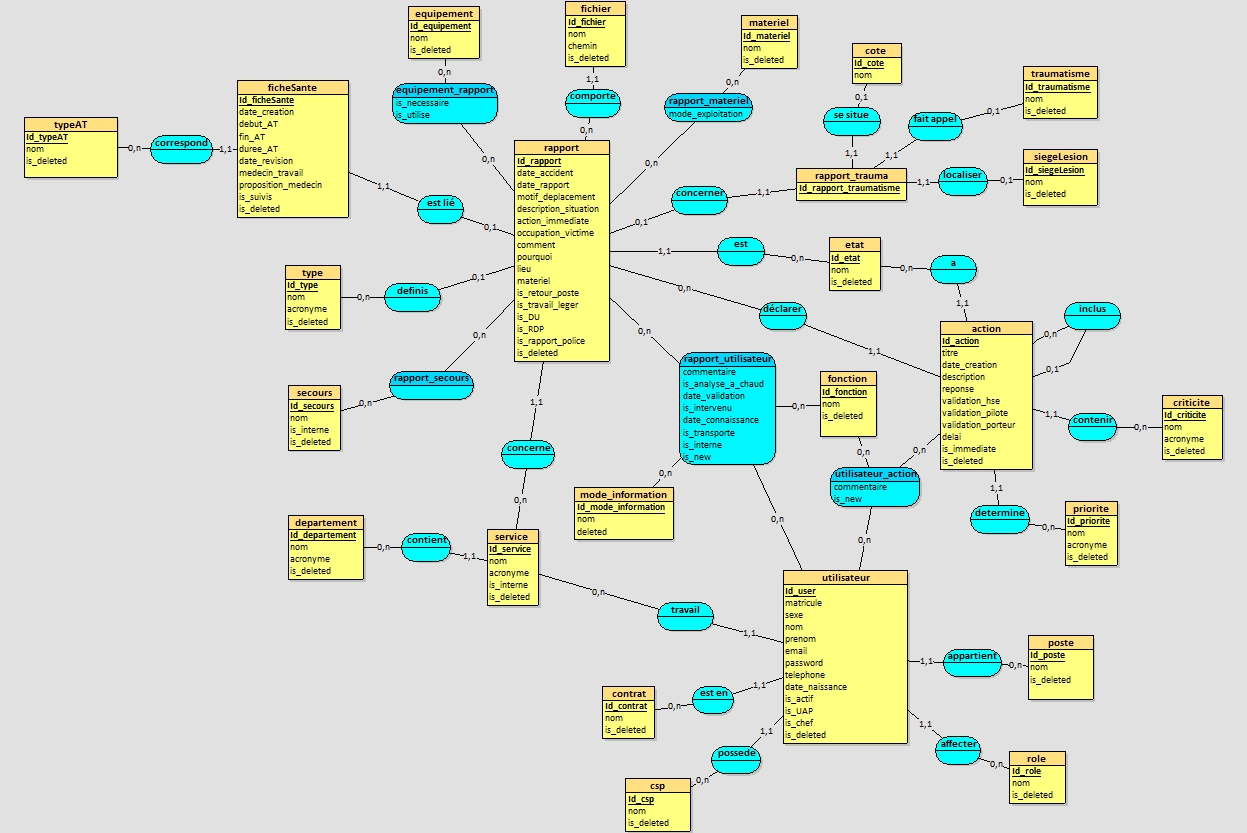 equipement
Id_equipement
nom
is_deleted
0,n
equipement_rapport
is_necessaire
is_utilise
0,n
fichier
Id_fichier
nom
chemin
is_deleted
1,1
comporte
0,n
materiel
Id_materiel
nom
is_deleted
0,n
rapport_materiel
mode_exploitation
0,n
cote
Id_cote
nom
0,1
se situe
1,1
traumatisme
Id_traumatisme
nom
is_deleted
0,1
fait appel
1,1
siegeLesion
Id_siegeLesion
nom
is_deleted
0,1
localiser
1,1
rapport_trauma
Id_rapport_traumatisme
1,1
concerner
0,1
typeAT
Id_typeAT
nom
is_deleted
0,n
correspond
1,1
ficheSante
Id_ficheSante
date_creation
debut_AT
fin_AT
duree_AT
date_revision
medecin_travail
proposition_medecin
is_suivis
is_deleted
1,1
est lié
0,1
rapport
Id_rapport
date_accident
date_rapport
motif_deplacement
description_situation
action_immediate
occupation_victime
comment
pourquoi
lieu
materiel
is_retour_poste
is_travail_leger
is_DU
is_RDP
is_rapport_police
is_deleted
1,1
est
0,n
etat
Id_etat
nom
is_deleted
0,n
a
1,1
type
Id_type
nom
acronyme
is_deleted
0,n
definis
0,1
0,n
déclarer
1,1
action
Id_action
titre
date_creation
description
reponse
validation_hse
validation_pilote
validation_porteur
delai
is_immediate
is_deleted
inclus
0,n
0,1
1,1
contenir
0,n
criticite
Id_criticite
nom
acronyme
is_deleted
secours
Id_secours
nom
is_interne
is_deleted
0,n
rapport_secours
0,n
0,n
rapport_utilisateur
commentaire
is_analyse_a_chaud
date_validation
is_intervenu
date_connaissance
is_transporte
is_interne
is_new
0,n
fonction
Id_fonction
nom
is_deleted
0,n
utilisateur_action
commentaire
is_new
0,n
0,n
1,1
determine
0,n
priorite
Id_priorite
nom
acronyme
is_deleted
0,n
mode_information
Id_mode_information
nom
deleted
0,n
1,1
concerne
0,n
departement
Id_departement
nom
acronyme
is_deleted
0,n
contient
1,1
service
Id_service
nom
acronyme
is_interne
is_deleted
0,n
travail
1,1
utilisateur
Id_user
matricule
sexe
nom
prenom
email
password
telephone
date_naissance
is_actif
is_UAP
is_chef
is_deleted
1,1
appartient
0,n
poste
Id_poste
nom
is_deleted
contrat
Id_contrat
nom
is_deleted
0,n
est en
1,1
1,1
possede
0,n
csp
Id_csp
nom
is_deleted
1,1
affecter
0,n
role
Id_role
nom
is_deleted